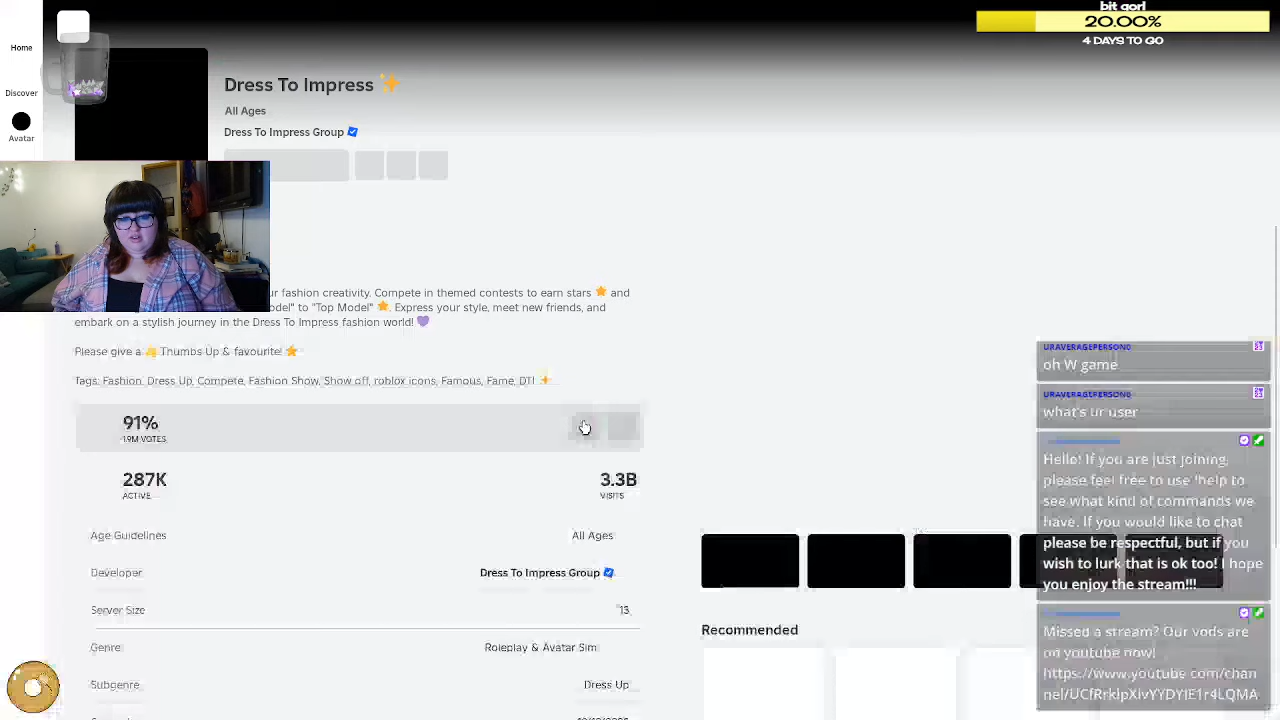 bit gorl
20.00%
4 DAYS TO GO
Home
Discover
Avatar
Dress To Impress ✨
All Ages
Dress To Impress Group
ur fashion creativity. Compete in themed contests to earn stars ⭐ and
odel" to "Top Model" 🌟. Express your style, meet new friends, and
embark on a stylish journey in the Dress To Impress fashion world! 💜
Please give a 👍 Thumbs Up & favourite! ⭐
Tags: Fashion, Dress Up, Compete, Fashion Show, Show off, roblox icons, Famous, Fame, DTI ✨
91%
1.9M VOTES
287K
ACTIVE
3.3B
VISITS
Age Guidelines
All Ages
Developer
Dress To Impress Group
Server Size
13
Genre
Roleplay & Avatar Sim
Subgenre
Dress Up
Recommended
URAVERAGEPERSON0
oh W game
URAVERAGEPERSON0
what's ur user
Hello! If you are just joining,
please feel free to use !help to
see what kind of commands we
have. If you would like to chat
please be respectful, but if you
wish to lurk that is ok too! I hope
you enjoy the stream!!!
Missed a stream? Our vods are
on youtube now!
https://www.youtube.com/chan